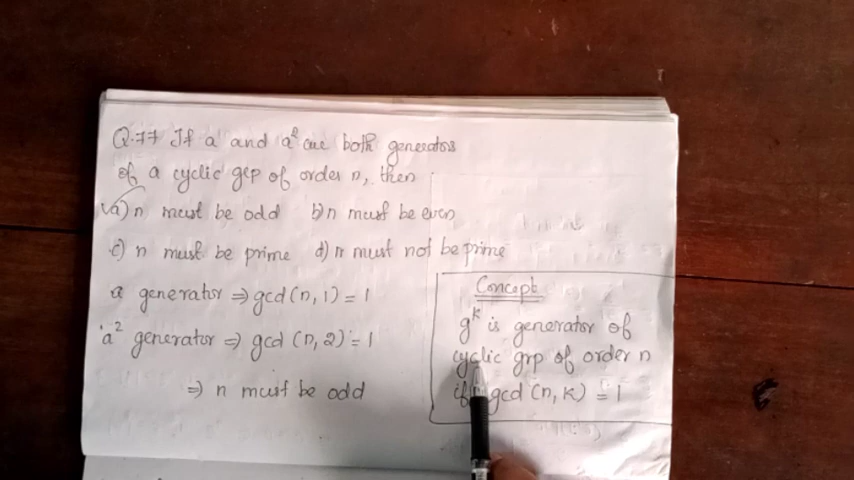 Q.77 If a and a² are both generators
of a cyclic grp of order n, then
a) n must be odd b) n must be even
c) n must be prime d) n must not be prime
a generator ⇒ gcd(n, 1) = 1
a² generator ⇒ gcd (n, 2) = 1
⇒ n must be odd
Concept
gᵏ is generator of
cyclic grp of order n
if gcd (n, k) = 1